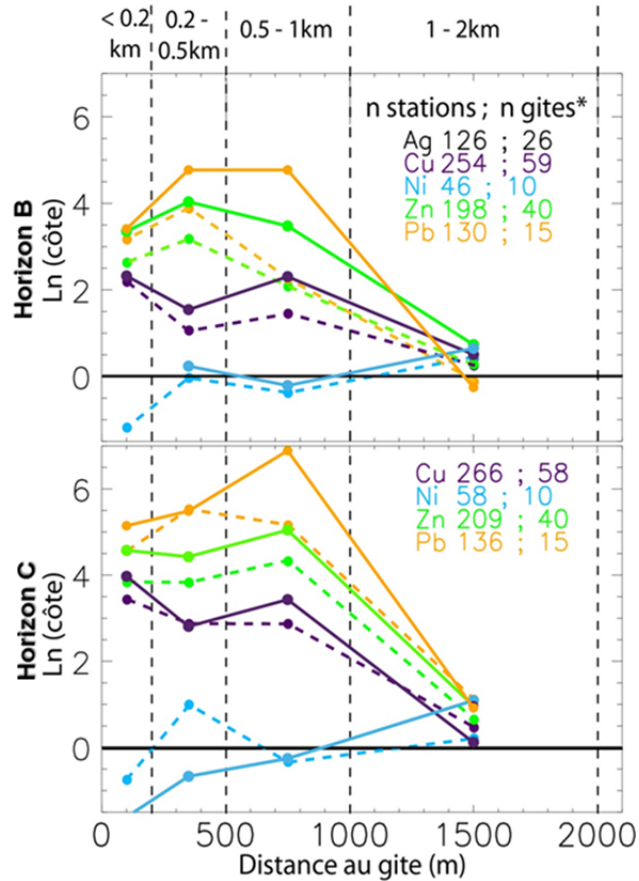 < 0.2 km
0.2 - 0.5km
0.5 - 1km
1 - 2km
Horizon B
Ln (côte)
6
4
2
0
n stations ; n gites*
Ag 126 ; 26
Cu 254 ; 59
Ni 46 ; 10
Zn 198 ; 40
Pb 130 ; 15
Horizon C
Ln (côte)
6
4
2
0
Cu 266 ; 58
Ni 58 ; 10
Zn 209 ; 40
Pb 136 ; 15
0 500 1000 1500 2000
Distance au gite (m)